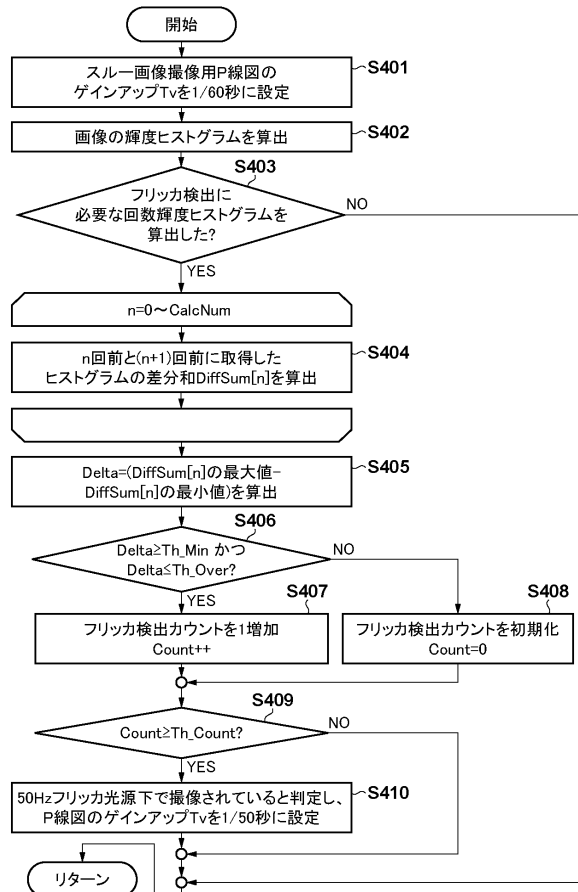 開始
スルー画像撮像用P線図の
ゲインアップTvを1/60秒に設定
S401
画像の輝度ヒストグラムを算出
S402
S403
フリッカ検出に
必要な回数輝度ヒストグラムを
算出した?
NO
YES
n=0～CalcNum
n回前と(n+1)回前に取得した
ヒストグラムの差分和DiffSum[n]を算出
S404
Delta=(DiffSum[n]の最大値-
DiffSum[n]の最小値)を算出
S405
S406
Delta≥Th_Min かつ
Delta≤Th_Over?
NO
YES
S407
フリッカ検出カウントを1増加
Count++
S408
フリッカ検出カウントを初期化
Count=0
S409
Count≥Th_Count?
NO
YES
50Hzフリッカ光源下で撮像されていると判定し、
P線図のゲインアップTvを1/50秒に設定
S410
リターン